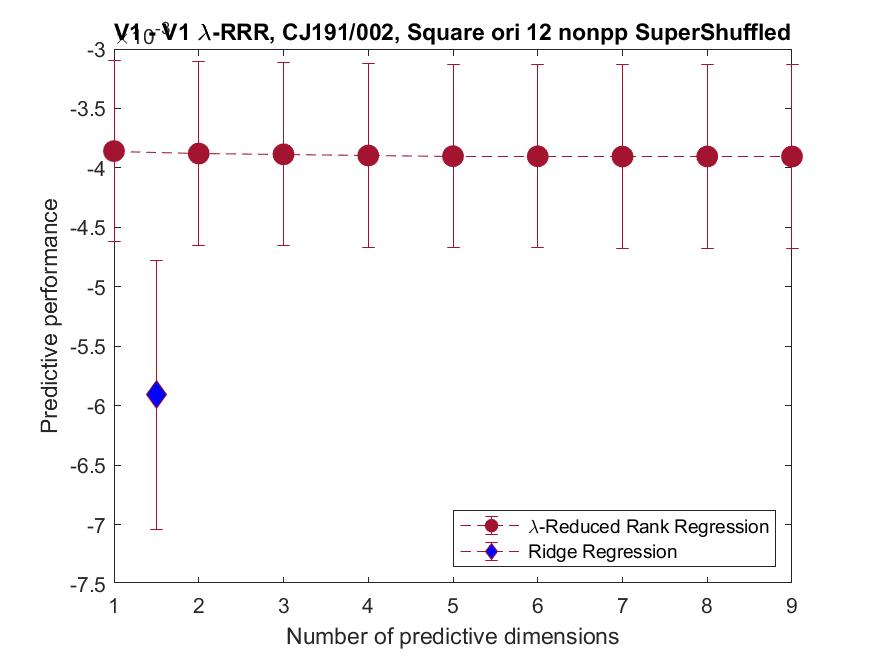 V1 - V1 λ-RRR, CJ191/002, Square ori 12 nonpp SuperShuffled
×10⁻³
-3
-3.5
-4
-4.5
-5
-5.5
-6
-6.5
-7
-7.5
Predictive performance
λ-Reduced Rank Regression
Ridge Regression
1 2 3 4 5 6 7 8 9
Number of predictive dimensions